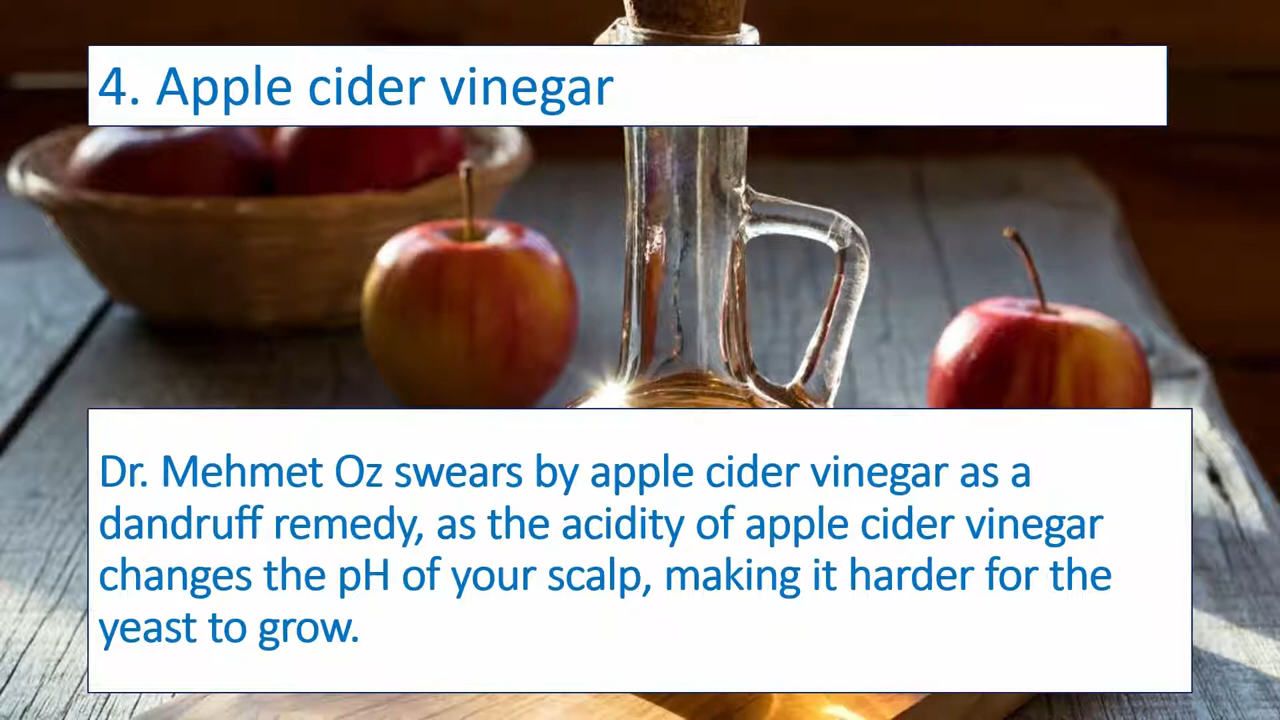 4. Apple cider vinegar
Dr. Mehmet Oz swears by apple cider vinegar as a
dandruff remedy, as the acidity of apple cider vinegar
changes the pH of your scalp, making it harder for the
yeast to grow.